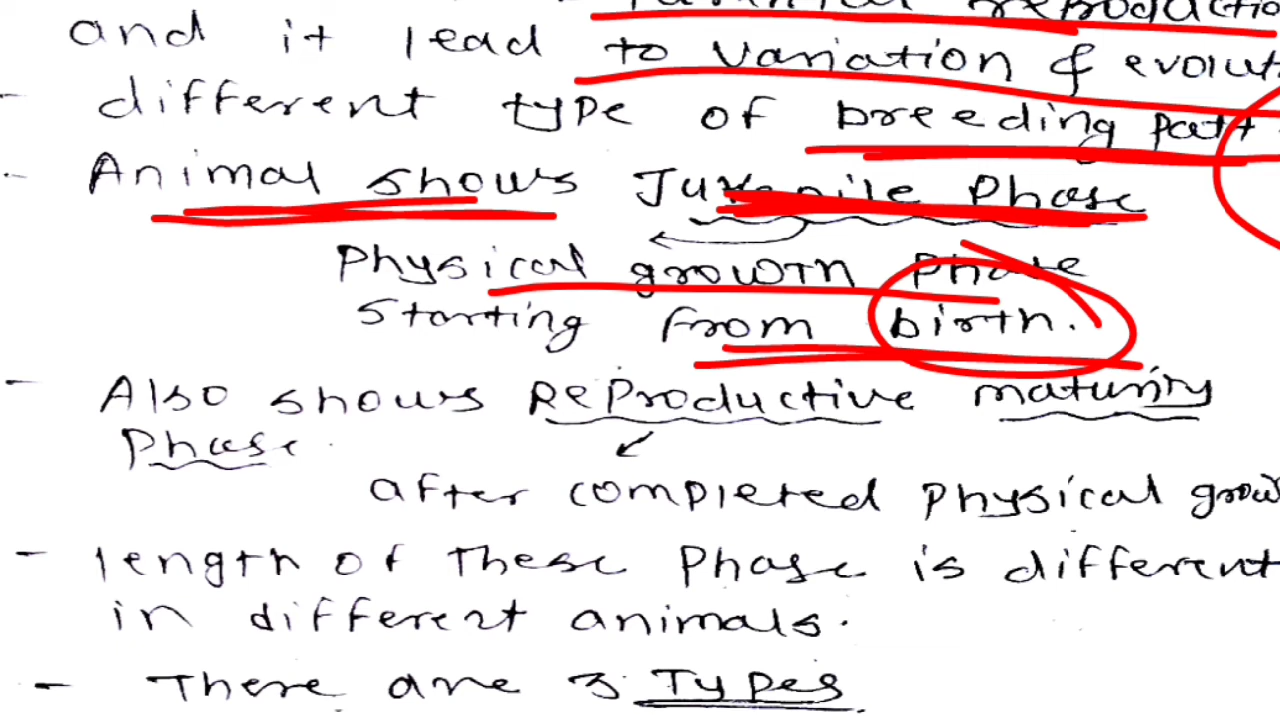 reproductio
and it lead to variation & evolut
- different type of breeding patt
- Animal shows Juvenile Phase
Physical growth Phase
starting from birth.
- Also shows Reproductive maturity
Phase.
after completed physical grow
- length of these phase is different
in different animals.
- There are 3 Types